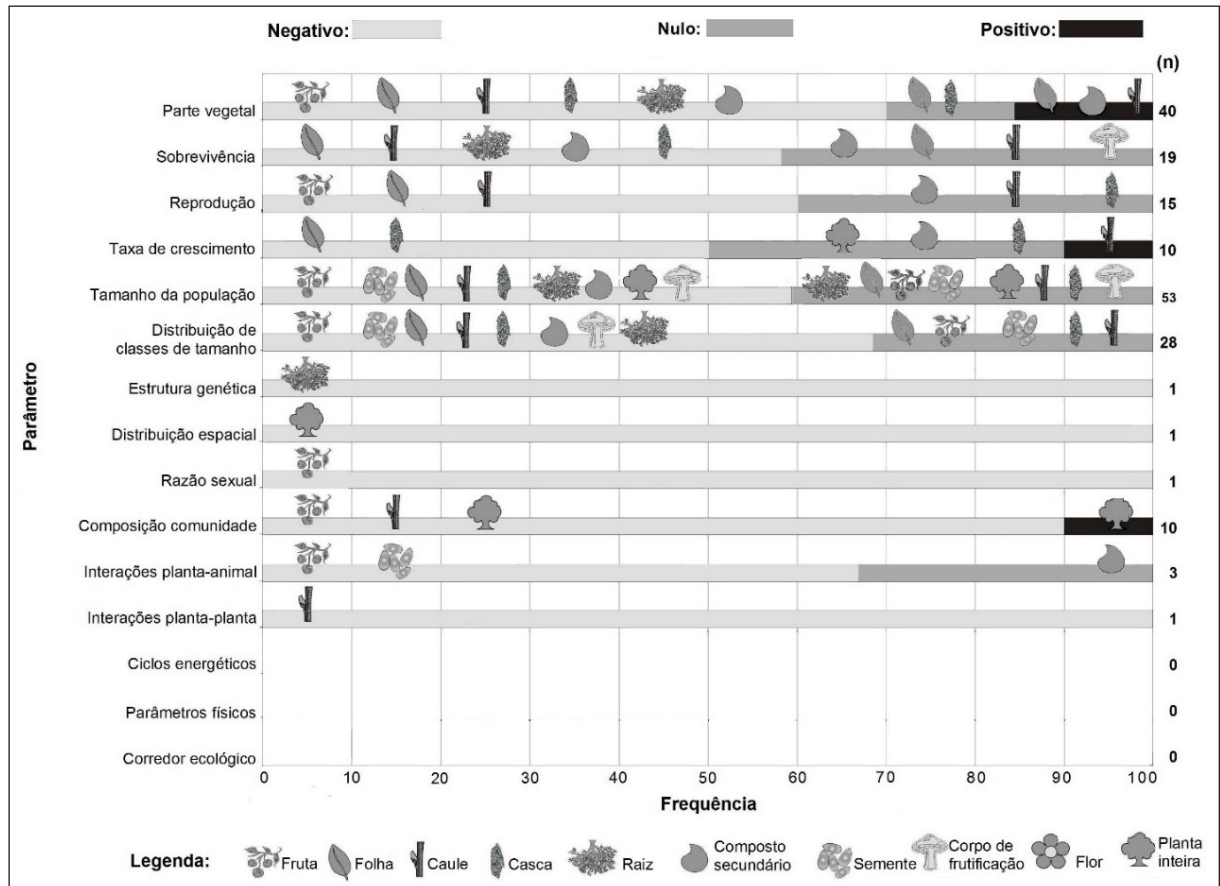 Negativo:
Nulo:
Positivo:
(n)
Parte vegetal 40
Sobrevivência 19
Reprodução 15
Taxa de crescimento 10
Tamanho da população 53
Distribuição de
classes de tamanho 28
Estrutura genética 1
Distribuição espacial 1
Razão sexual 1
Composição comunidade 10
Interações planta-animal 3
Interações planta-planta 1
Ciclos energéticos 0
Parâmetros físicos 0
Corredor ecológico 0
Parâmetro
0 10 20 30 40 50 60 70 80 90 100
Frequência
Legenda:
Fruta
Folha
Caule
Casca
Raiz
Composto
secundário
Semente
Corpo de
frutificação
Flor
Planta
inteira